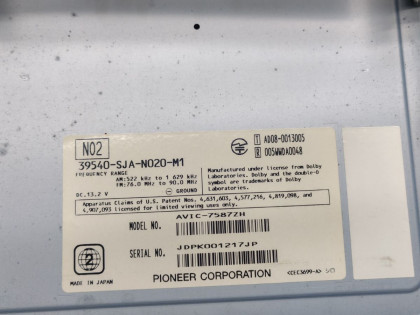 N02
39540-SJA-N020-M1
FREQUENCY RANGE
AM:522 kHz to 1 629 kHz
FM:76.0 MHz to 90.0 MHz
DC.13.2 V
GROUND
Manufactured under license from Dolby
Laboratories. Dolby and the double-D
symbol are trademarks of Dolby
Laboratories.
T AD08-0013005
R 005WWDA0048
Apparatus Claims of U.S. Patent Nos. 4,631,603, 4,577,216, 4,819,098, and
4,907,093 licensed for limited viewing uses only.
MODEL NO. AVIC-7587ZH
SERIAL NO. JDPK001217JP
2
MADE IN JAPAN
PIONEER CORPORATION
<CEC3699-A>